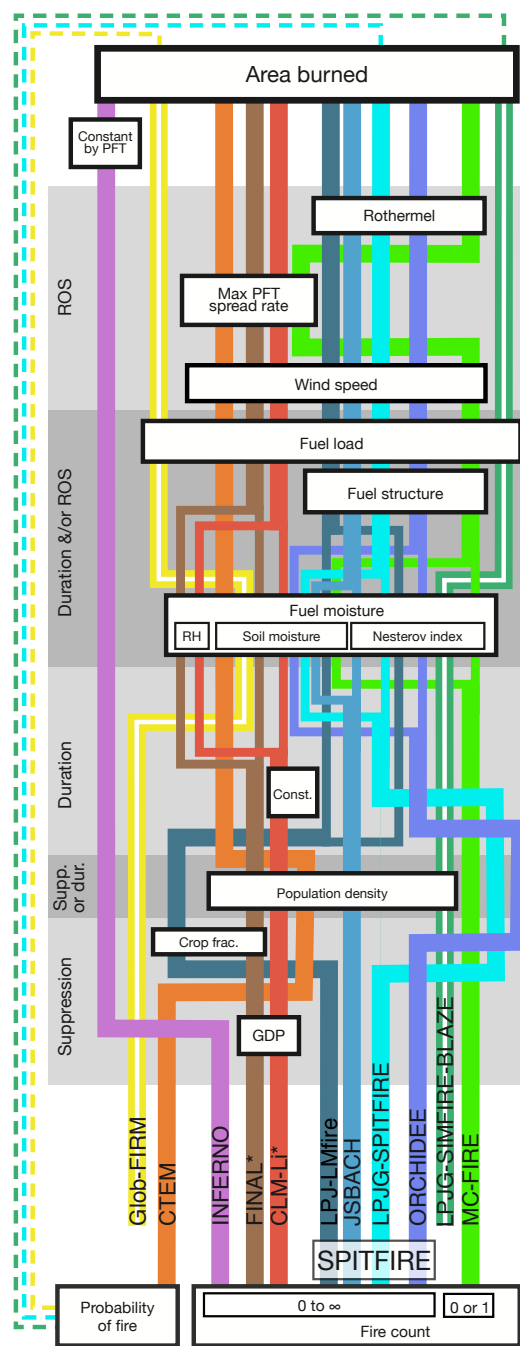 Area burned
Constant
by PFT
Rothermel
ROS
Max PFT
spread rate
Wind speed
Fuel load
Duration &/or ROS
Fuel structure
Fuel moisture
RH
Soil moisture
Nesterov index
Duration
Const.
Supp.
or dur.
Population density
Suppression
Crop frac.
GDP
Glob-FIRM
CTEM
INFERNO
FINAL*
CLM-Li*
LPJ-LMfire
JSBACH
LPJG-SPITFIRE
ORCHIDEE
LPJG-SIMFIRE-BLAZE
MC-FIRE
SPITFIRE
Probability
of fire
0 to ∞
0 or 1
Fire count